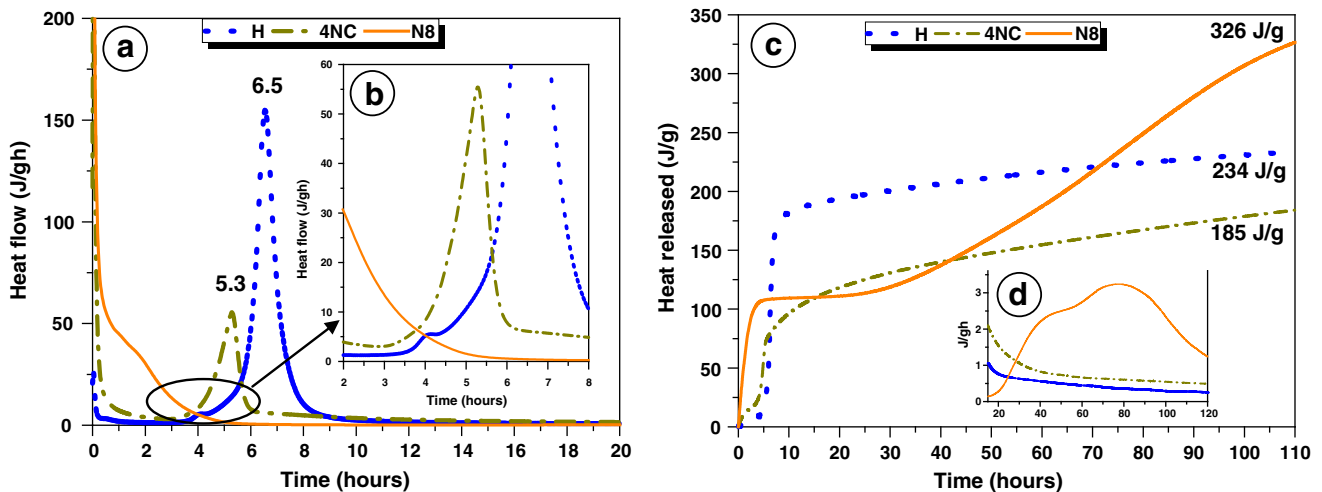 a
H 4NC N8
Heat flow (J/gh)
200
150
100
50
0
6.5
5.3
0 2 4 6 8 10 12 14 16 18 20
Time (hours)
b
Heat flow (J/gh)
60
50
40
30
20
10
0
2 3 4 5 6 7 8
Time (hours)
c
H 4NC N8
Heat released (J/g)
350
300
250
200
150
100
50
0
326 J/g
234 J/g
185 J/g
0 10 20 30 40 50 60 70 80 90 100 110
Time (hours)
d
J/gh
3
2
1
0
20 40 60 80 100 120